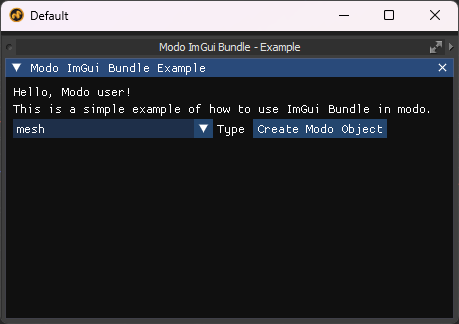 Default
Modo ImGui Bundle - Example
Modo ImGui Bundle Example
Hello, Modo user!
This is a simple example of how to use ImGui Bundle in modo.
mesh Type Create Modo Object